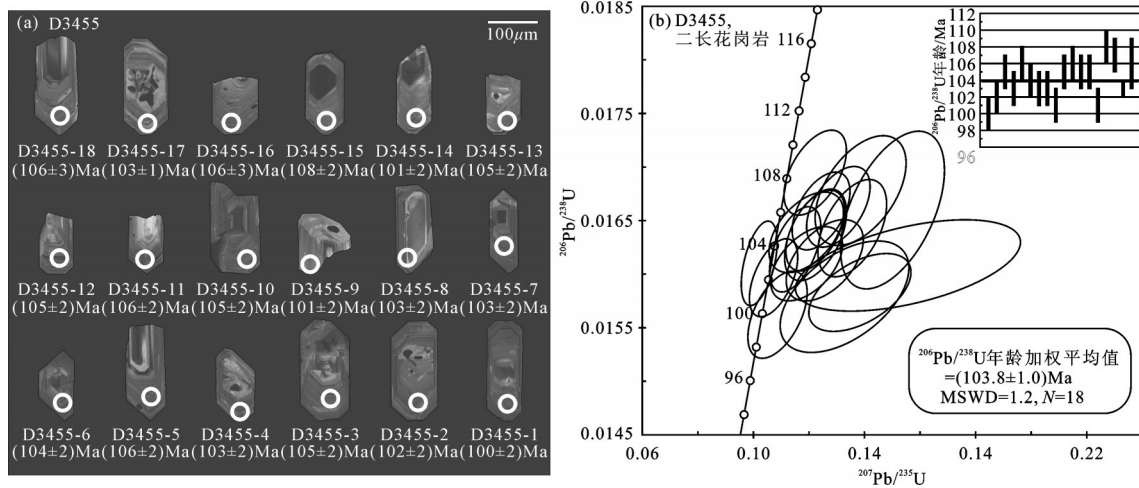 (a) D3455
100μm
D3455-18 D3455-17 D3455-16 D3455-15 D3455-14 D3455-13
(106±3)Ma (103±1)Ma (106±3)Ma (108±2)Ma (101±2)Ma (105±2)Ma
D3455-12 D3455-11 D3455-10 D3455-9 D3455-8 D3455-7
(105±2)Ma (106±2)Ma (105±2)Ma (101±2)Ma (103±2)Ma (103±2)Ma
D3455-6 D3455-5 D3455-4 D3455-3 D3455-2 D3455-1
(104±2)Ma (106±2)Ma (103±2)Ma (105±2)Ma (102±2)Ma (100±2)Ma
(b) D3455,
二长花岗岩
0.0185
0.0175
0.0165
0.0155
0.0145
²⁰⁶Pb/²³⁸U
116
112
108
104
100
96
112
110
108
106
104
102
100
98
96
²⁰⁶Pb/²³⁸U年龄/Ma
²⁰⁶Pb/²³⁸U年龄加权平均值
=(103.8±1.0)Ma
MSWD=1.2, N=18
0.06 0.10 0.14 0.14 0.22
²⁰⁷Pb/²³⁵U